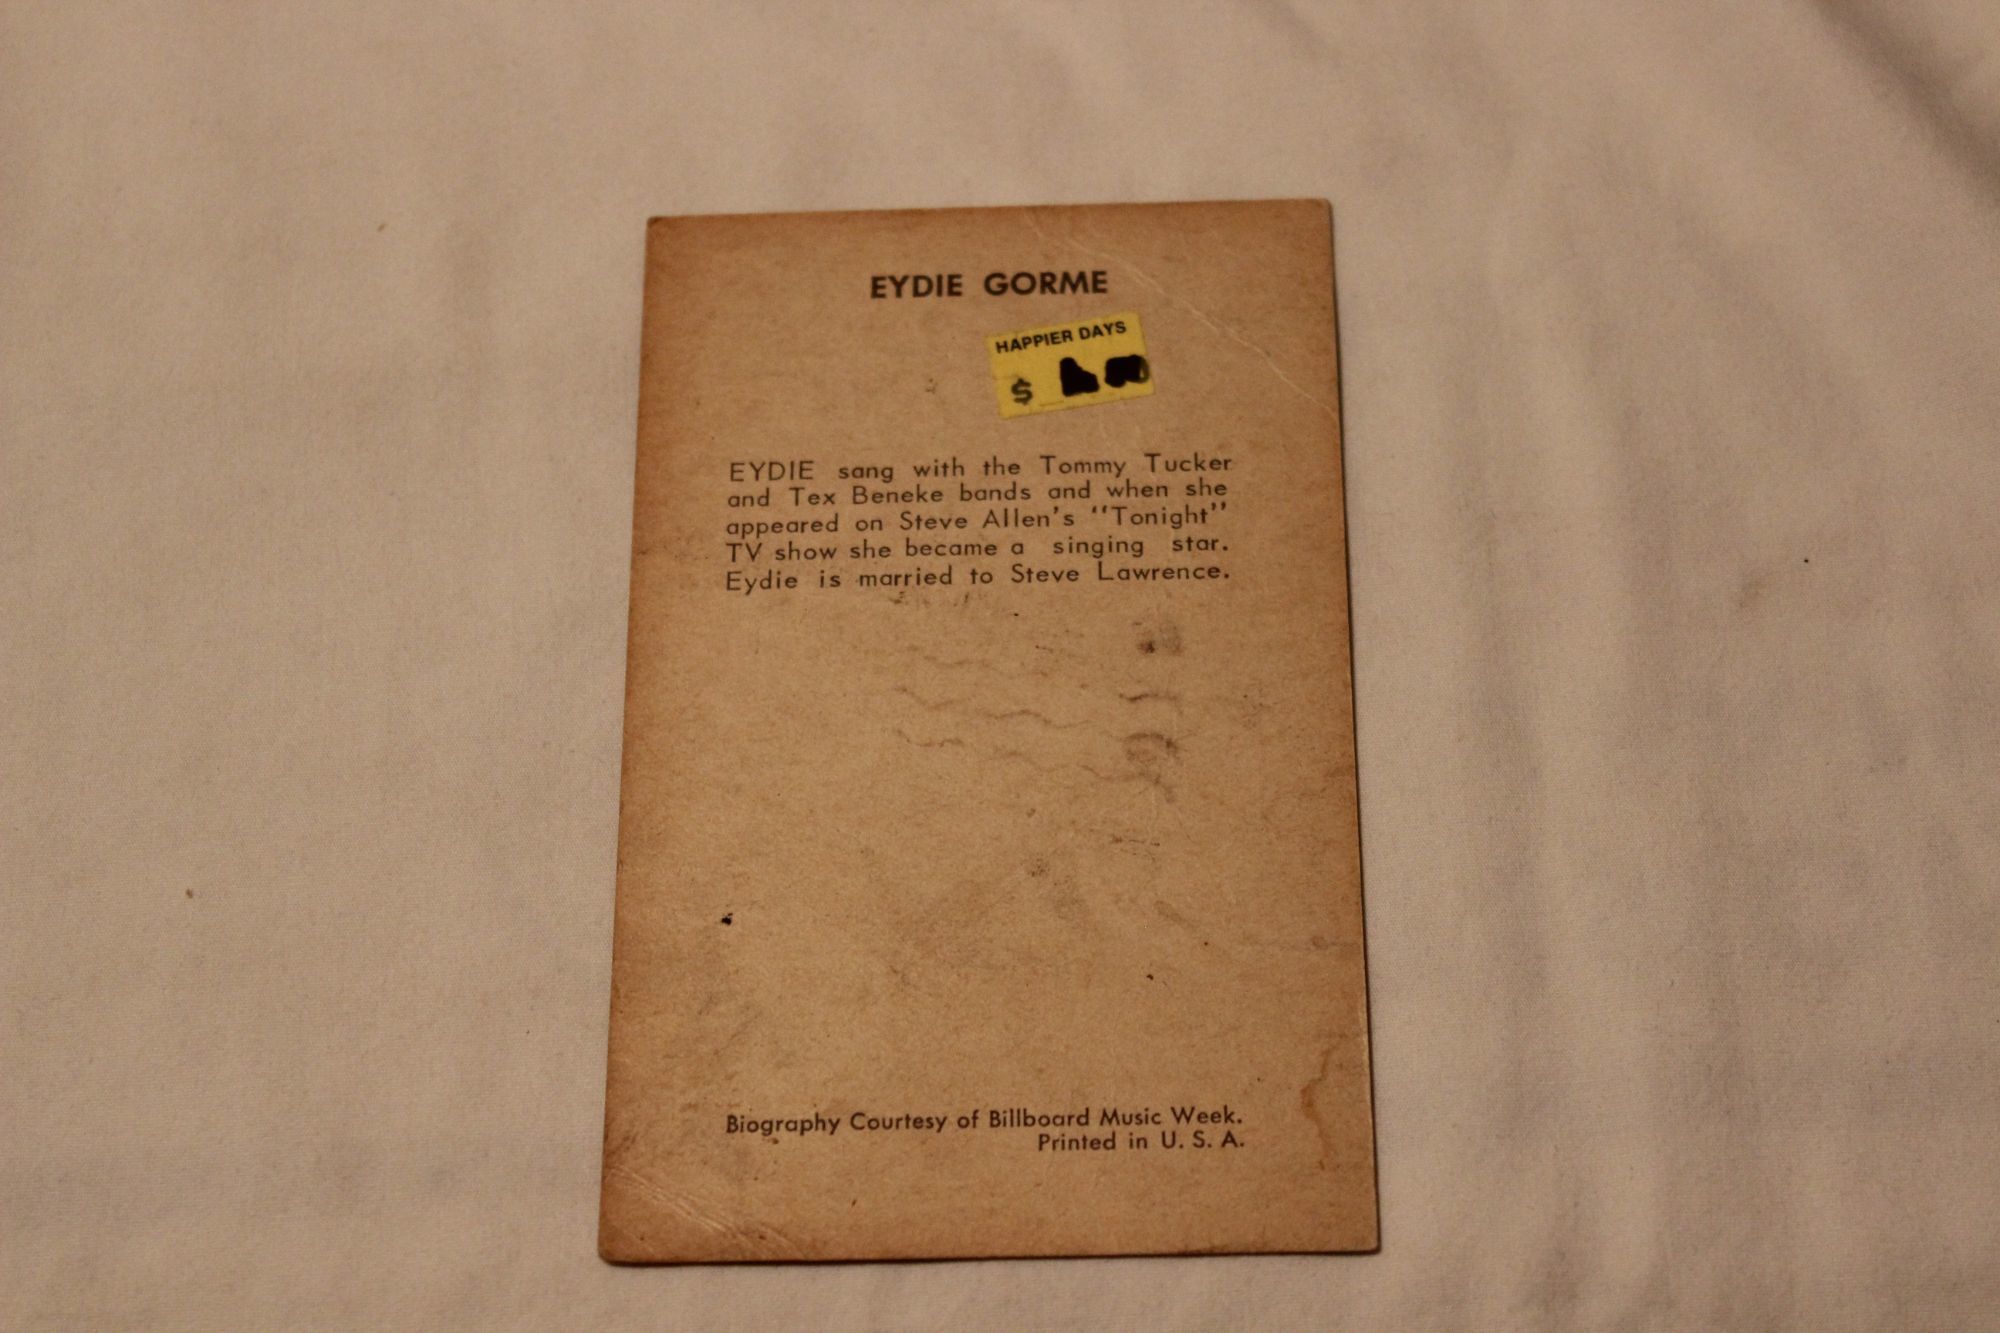 EYDIE GORME
HAPPIER DAYS
$
EYDIE sang with the Tommy Tucker
and Tex Beneke bands and when she
appeared on Steve Allen's "Tonight"
TV show she became a singing star.
Eydie is married to Steve Lawrence.
Biography Courtesy of Billboard Music Week.
Printed in U. S. A.